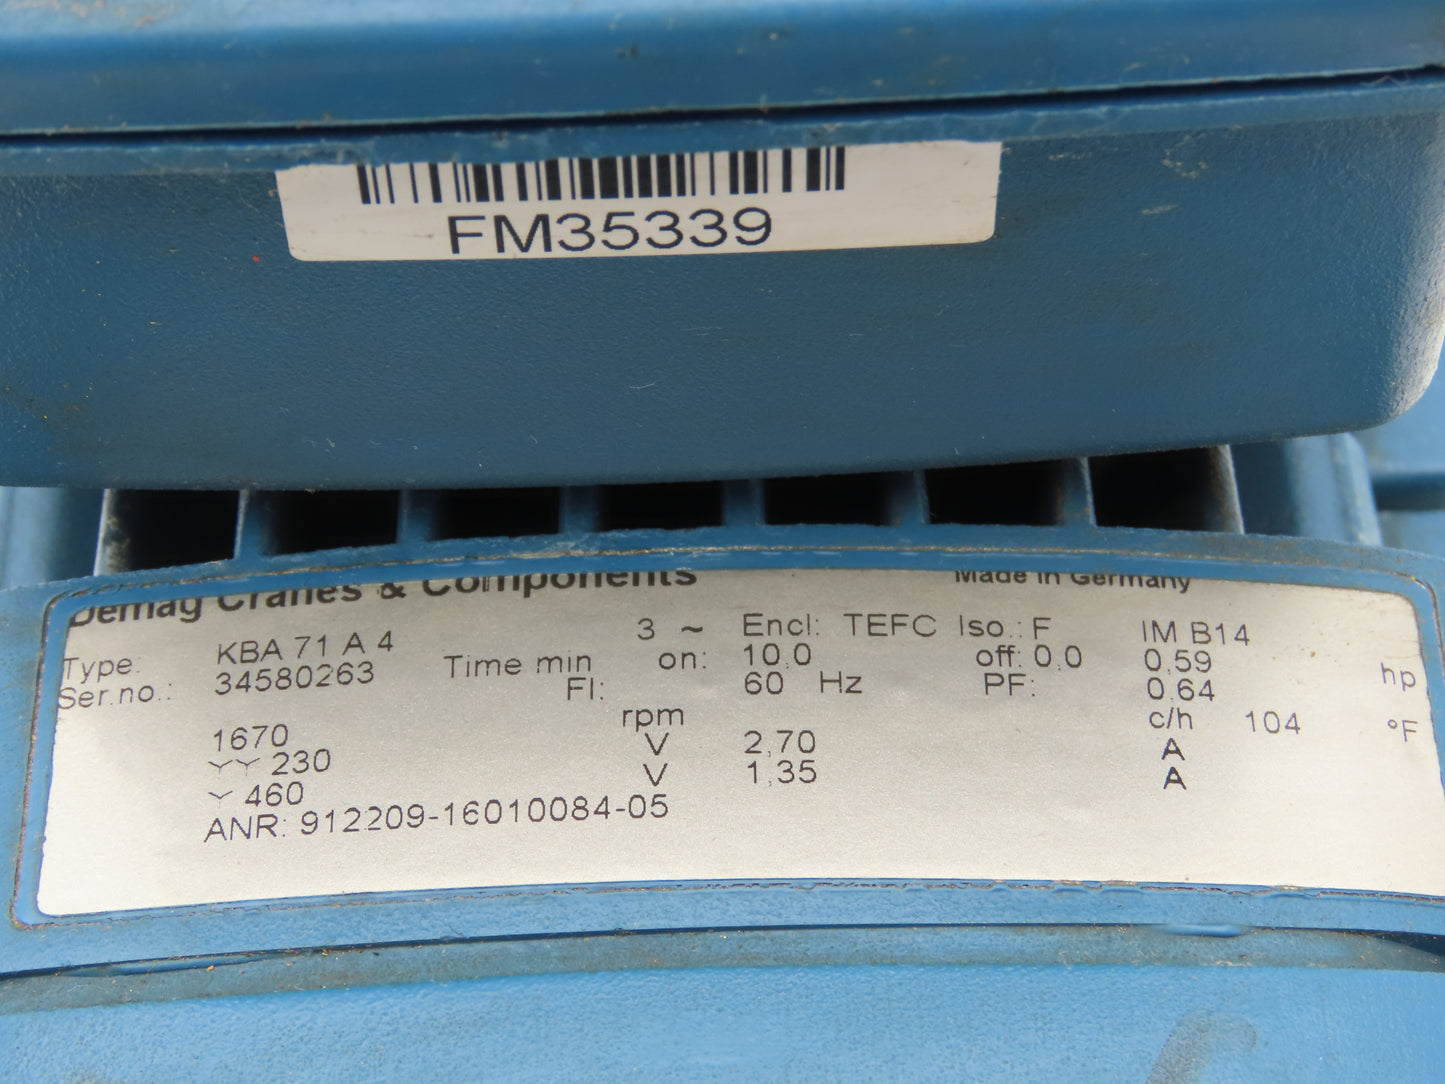 FM35339
Demag Cranes & Components Made in Germany
Type: KBA 71 A 4 3 ~ Encl: TEFC Iso.: F IM B14
Ser.no.: 34580263 Time min on: 10,0 off: 0,0 0,59 hp
FI: 60 Hz PF: 0,64
1670 rpm c/h 104 °F
YY 230 V 2,70 A
Y 460 V 1,35 A
ANR: 912209-16010084-05